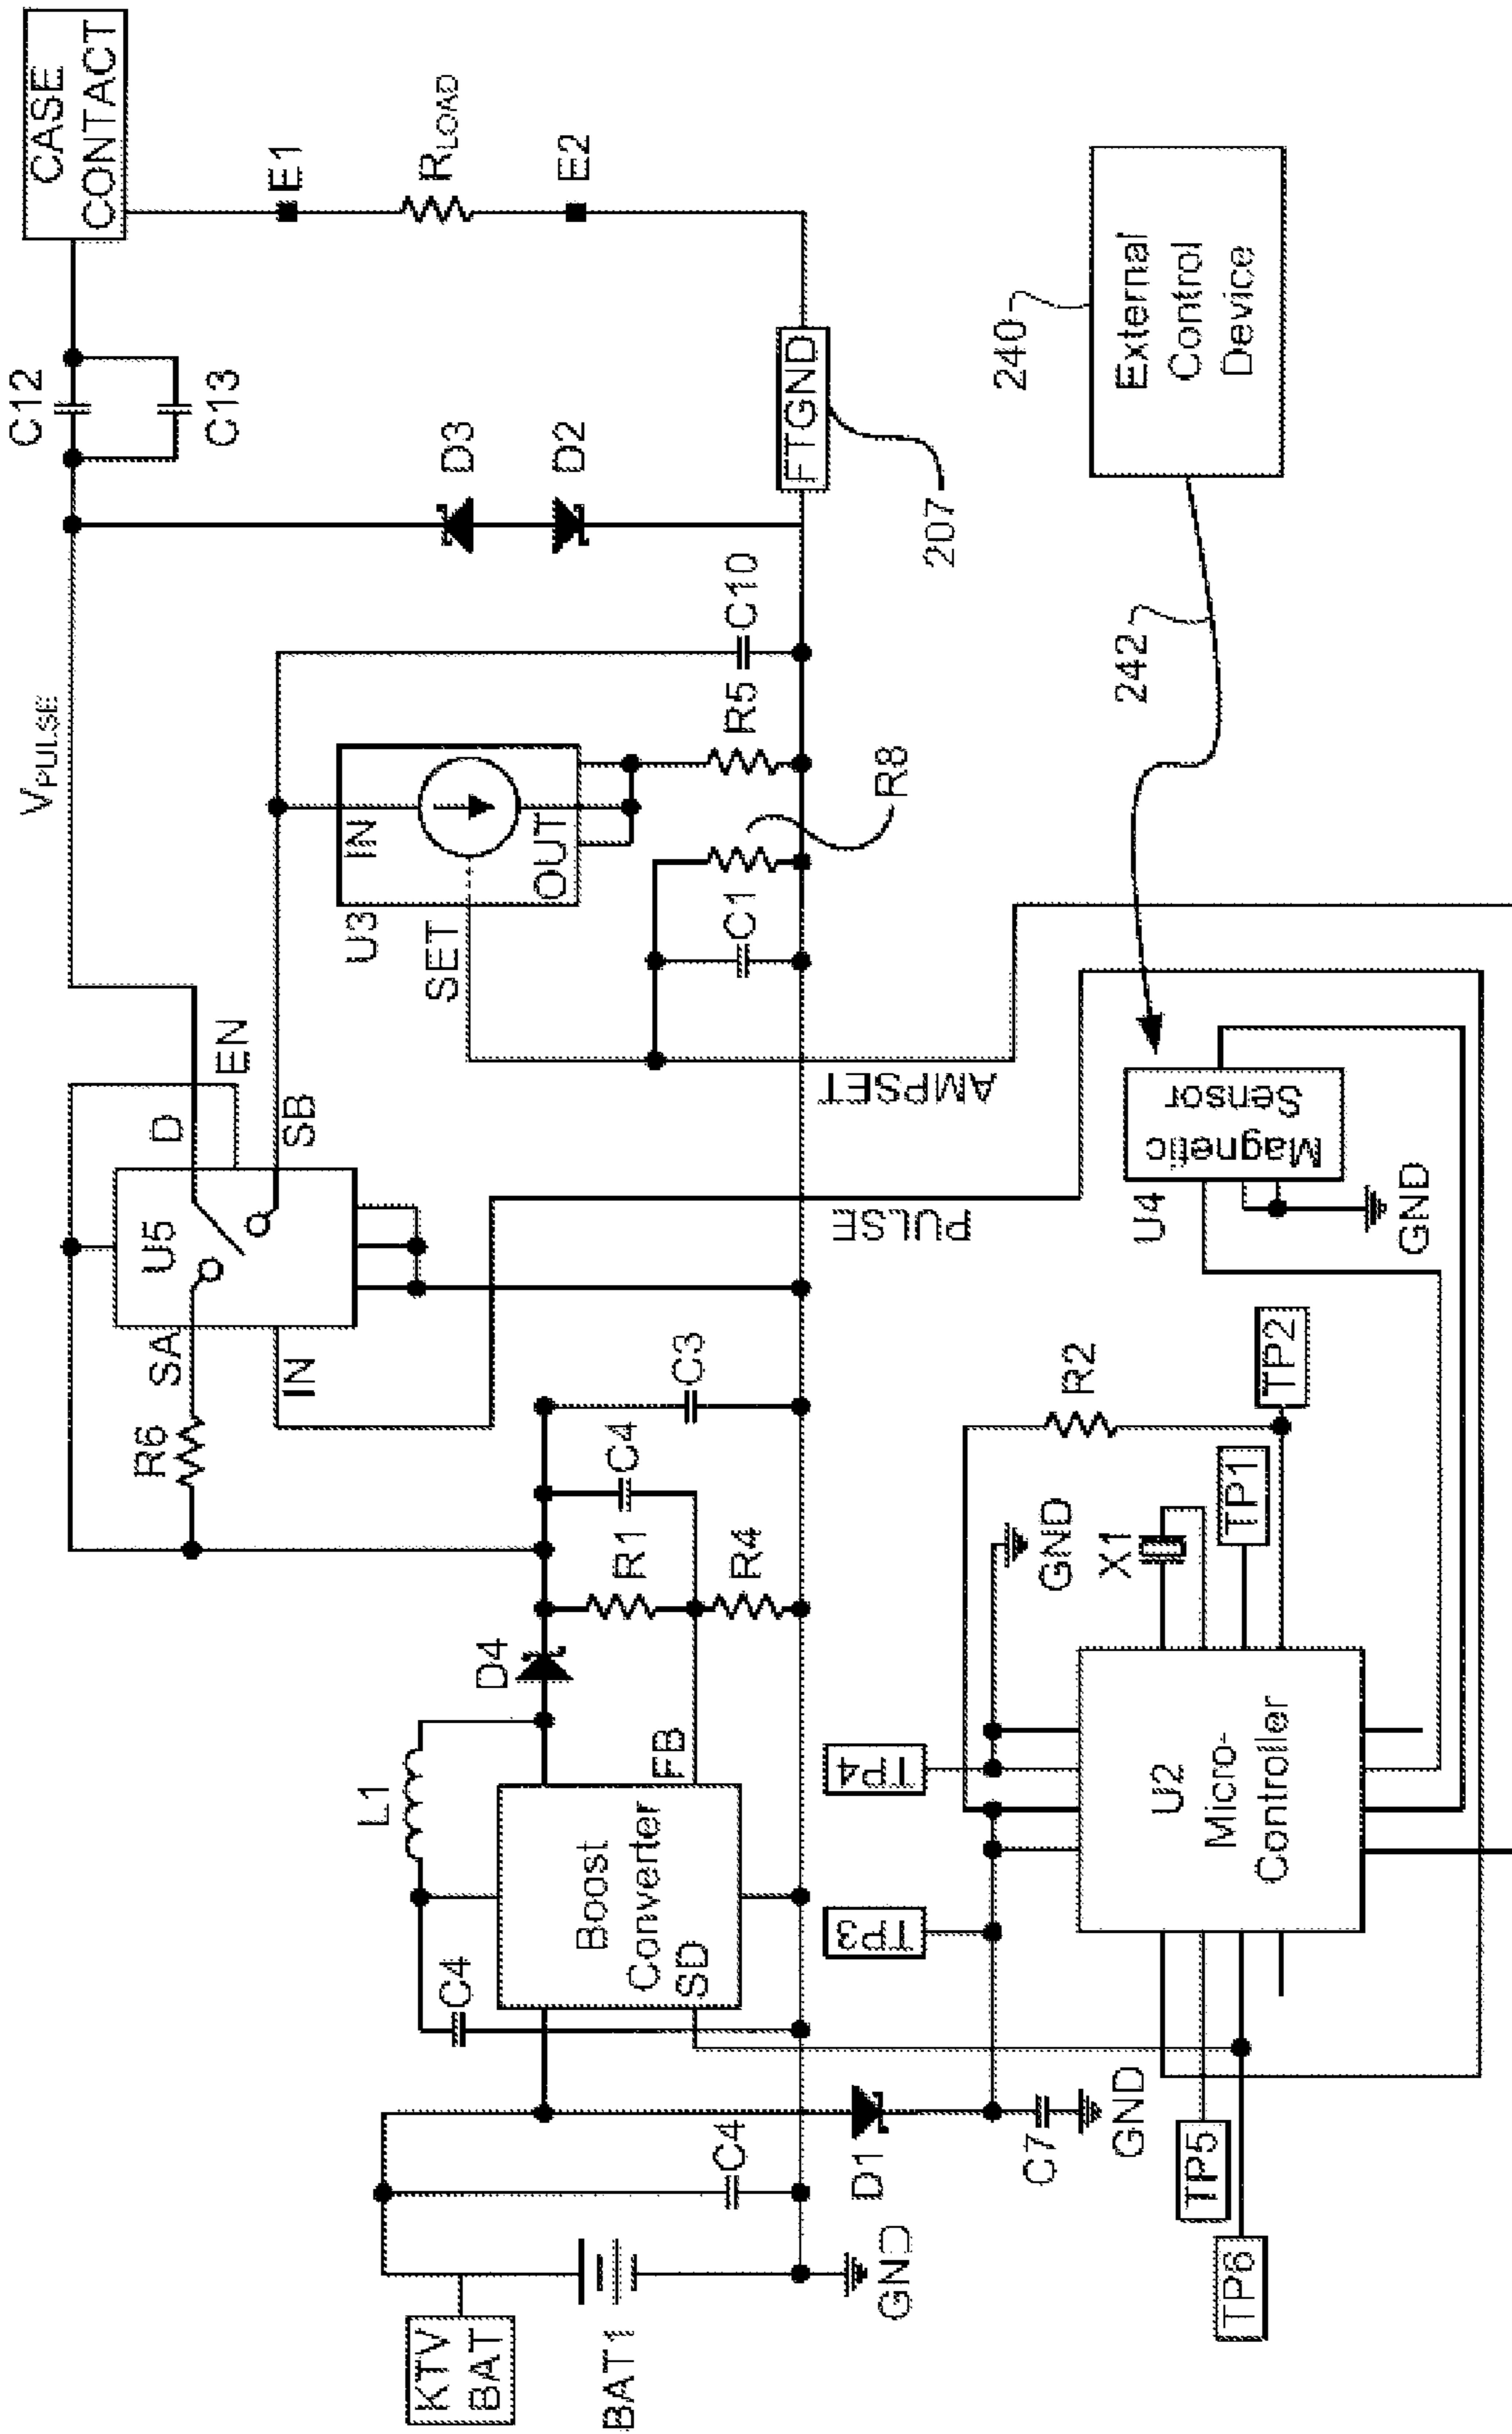 CASE
CONTACT
C12
C13
E1
R_LOAD
E2
V_PULSE
D3
D2
FTGND
207
C10
R5
R8
C1
U3
IN
OUT
SET
AMPSET
EN
D
SB
U5
SA
IN
R6
PULSE
C3
C4
R1
R4
D4
FB
L1
Boost
Converter
SD
C4
C4
KTV
BAT
BAT1
GND
D1
C7
GND
TP3
TP4
GND
R2
X1
TP1
TP2
U2
Micro-
Controller
TP5
TP6
U4
Magnetic
Sensor
GND
242
240
External
Control
Device